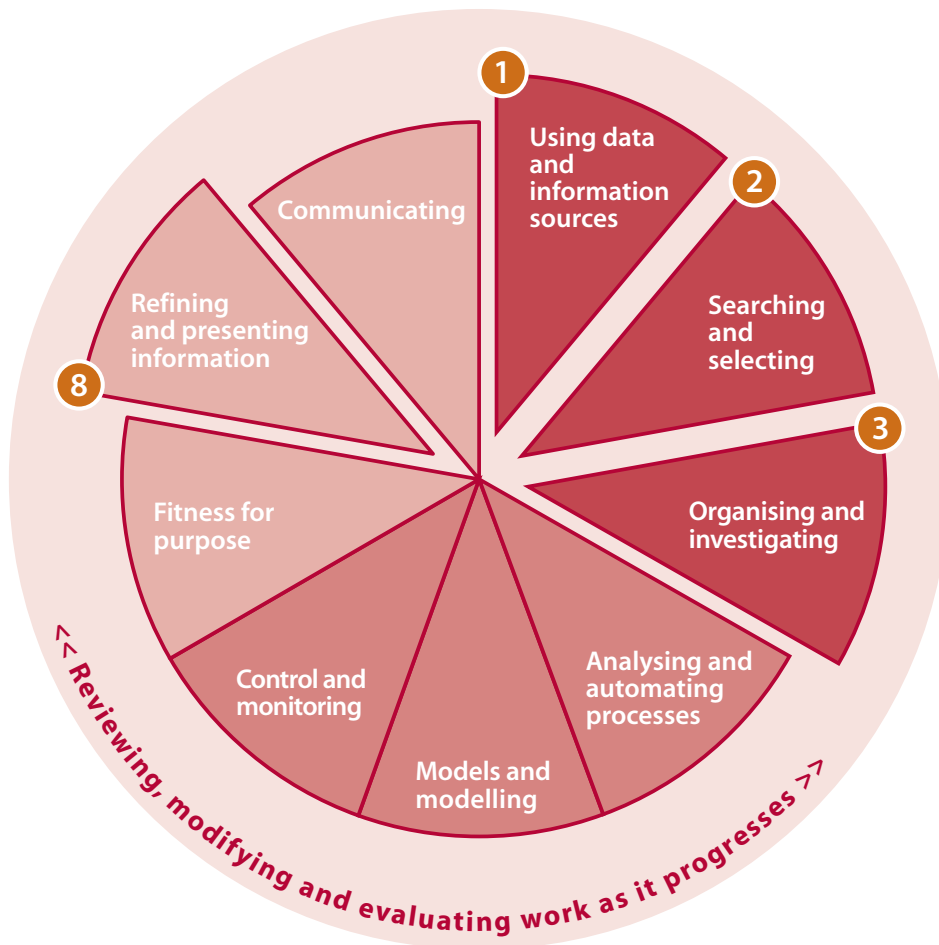 1
Using data
and
information
sources
2
Searching
and
selecting
3
Organising and
investigating
Analysing and
automating
processes
Models and
modelling
Control and
monitoring
Fitness for
purpose
8
Refining
and presenting
information
Communicating
<< Reviewing, modifying and evaluating work as it progresses >>